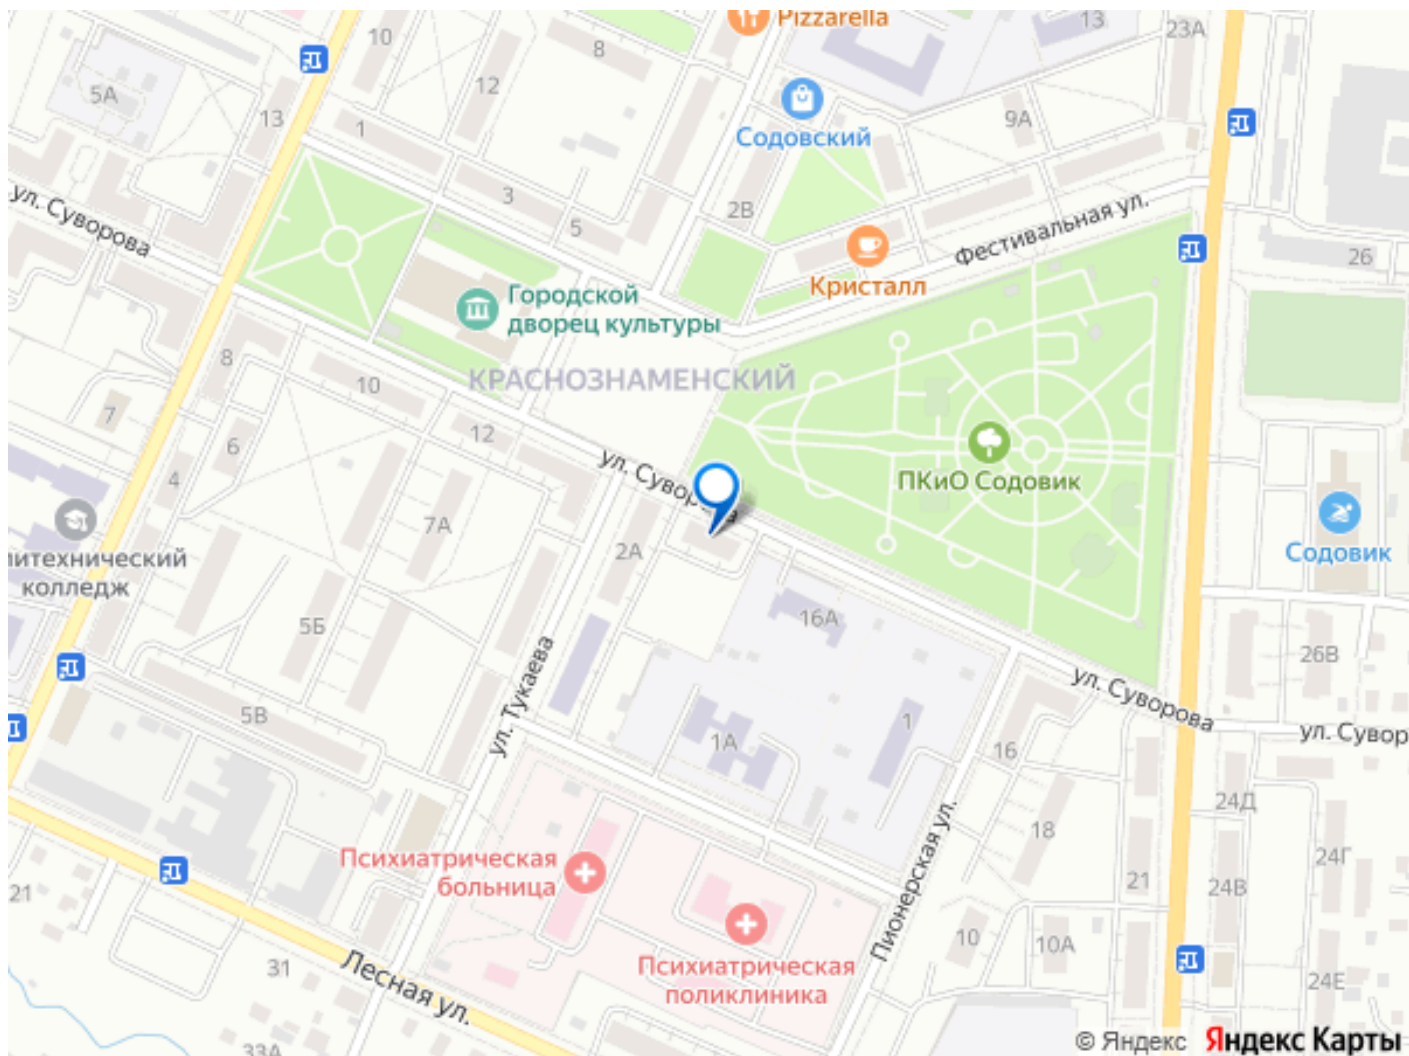 Pizzarella
13
23А
10
8
12
5А
13
1
9А
Содовский
3
2В
5
ул. Суворова
Фестивальная ул.
26
Кристалл
Городской
дворец культуры
8
10
КРАСНОЗНАМЕНСКИЙ
7
6
12
4
7А
ул. Суворова
ПКиО Содовик
2А
Содовик
литехнический
колледж
5Б
16А
26В
ул. Тукаева
ул. Суворова
5В
1А
1
16
ул. Сувор
24Д
18
Пионерская ул.
Психиатрическая
больница
21
21
24В
24Г
10
10А
31
Лесная ул.
Психиатрическая
поликлиника
24Е
33А
© Яндекс Яндекс Карты